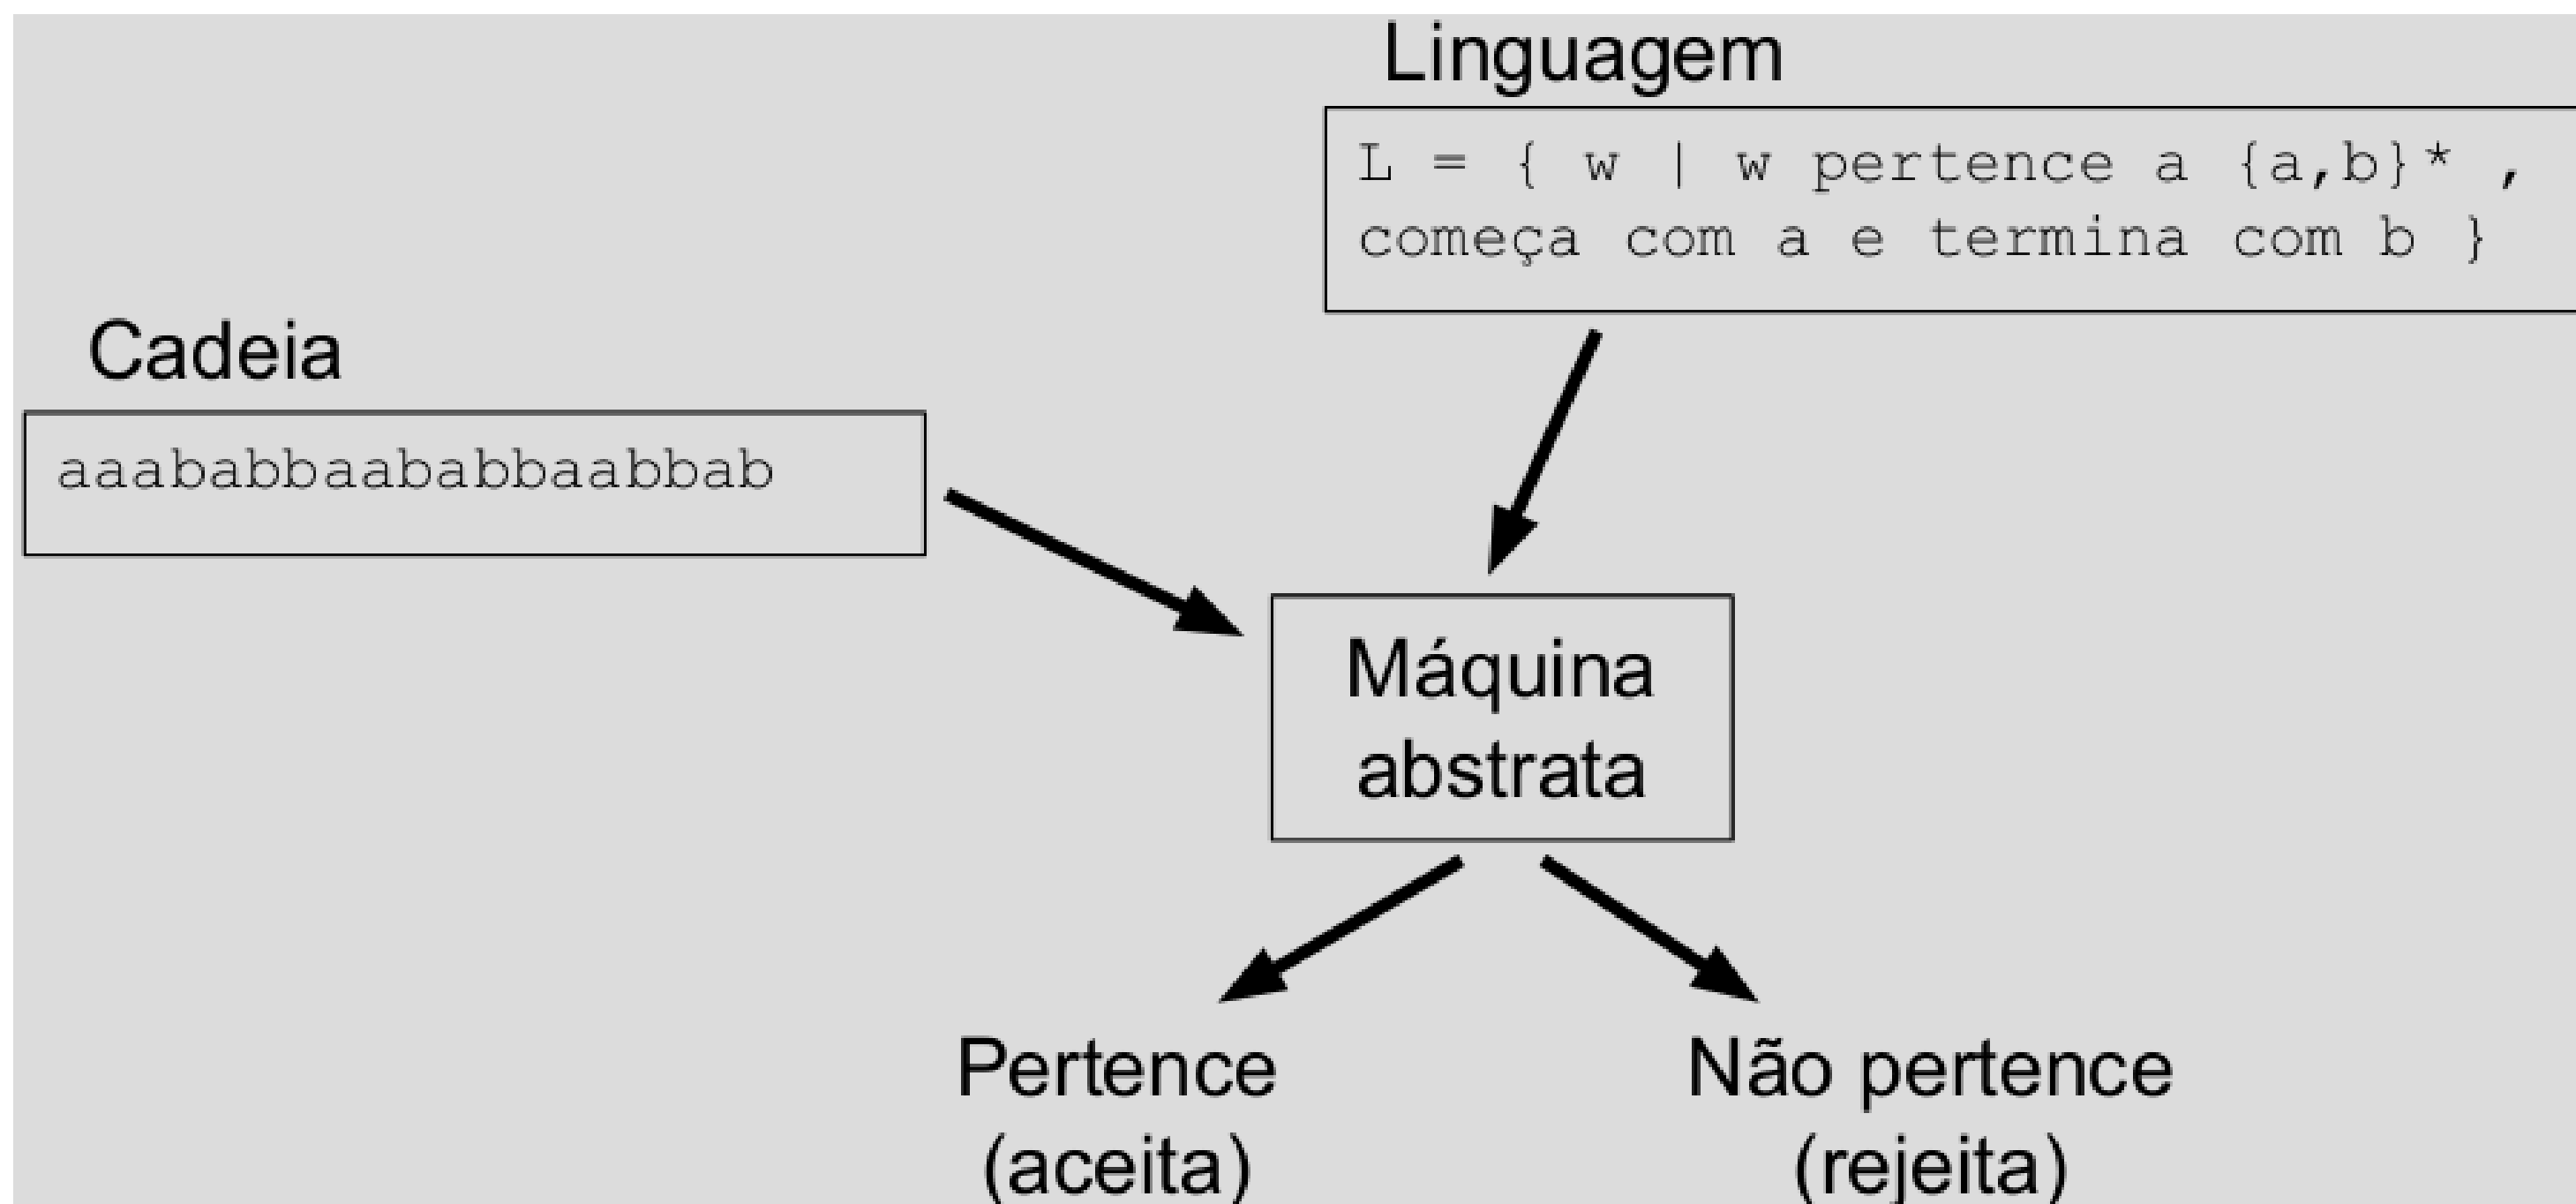 Linguagem
L = { w | w pertence a {a,b}* ,
começa com a e termina com b }
Cadeia
aaababbaababbaabbab
Máquina
abstrata
Pertence
(aceita)
Não pertence
(rejeita)